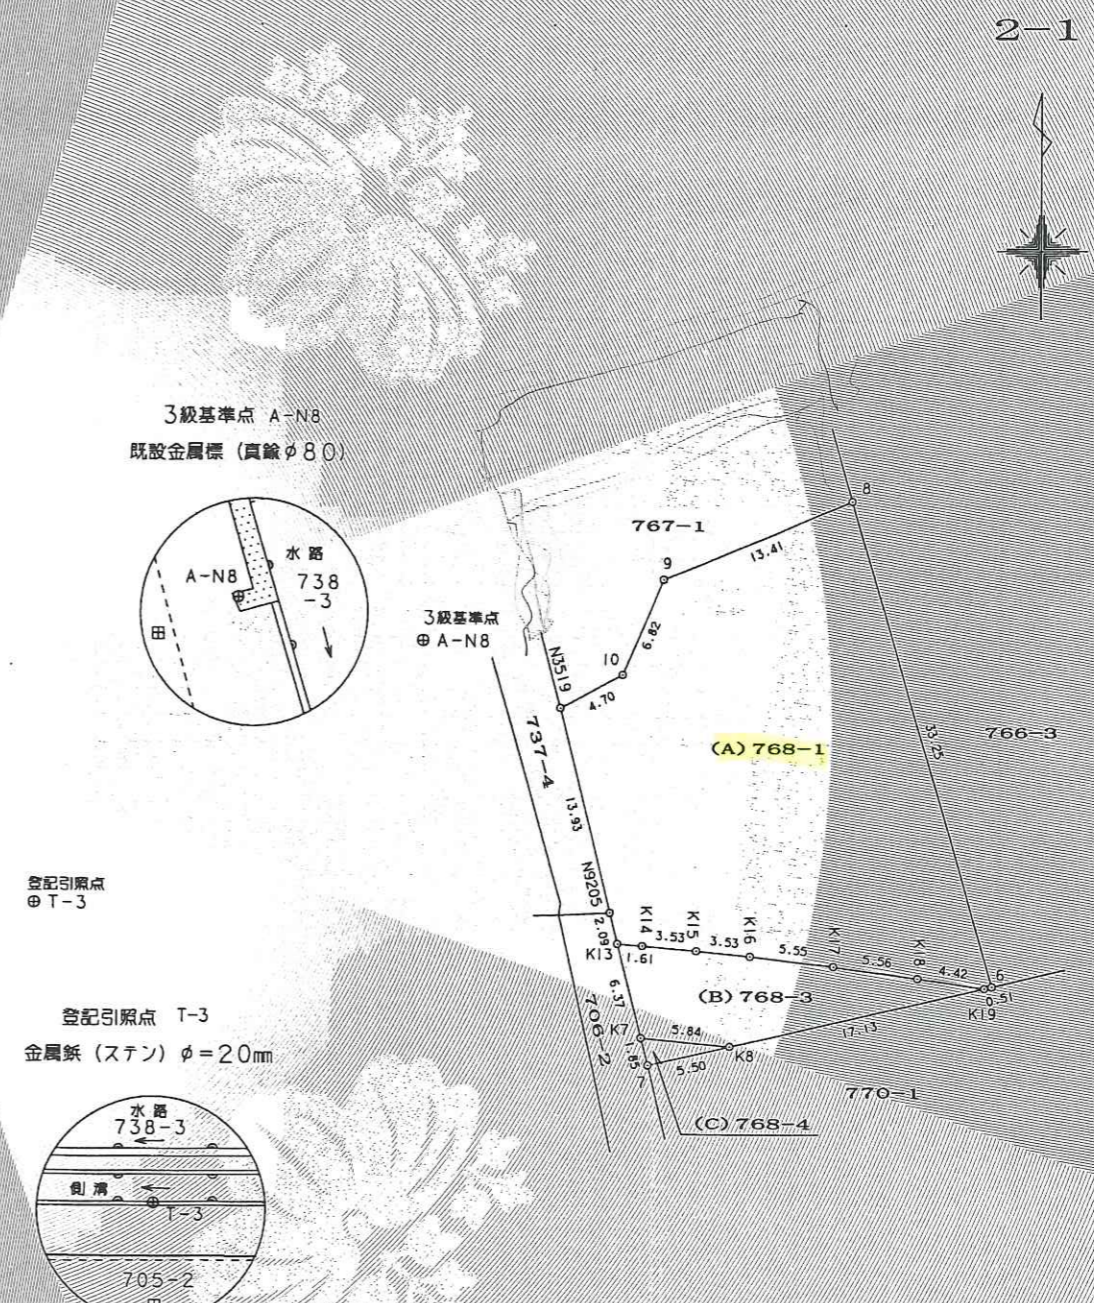 2-1
3級基準点 A-N8
既設金属標 (真鍮φ80)
水路
738
-3
A-N8
田
3級基準点
⊕ A-N8
767-1
8
9
13.41
6.82
10
4.70
N3519
737-4
(A) 768-1
766-3
33.25
13.93
登記引照点
⊕ T-3
N9205
2.09
K13
K14
1.61
3.53
K15
3.53
K16
5.55
K17
5.56
K18
4.42
6
0.51
K19
6.37
(B) 768-3
706-2
K7
5.84
17.13
K8
1.85
5.50
7
770-1
(C) 768-4
登記引照点 T-3
金属鋲 (ステン) φ=20mm
水路
738-3
側溝
T-3
705-2
田